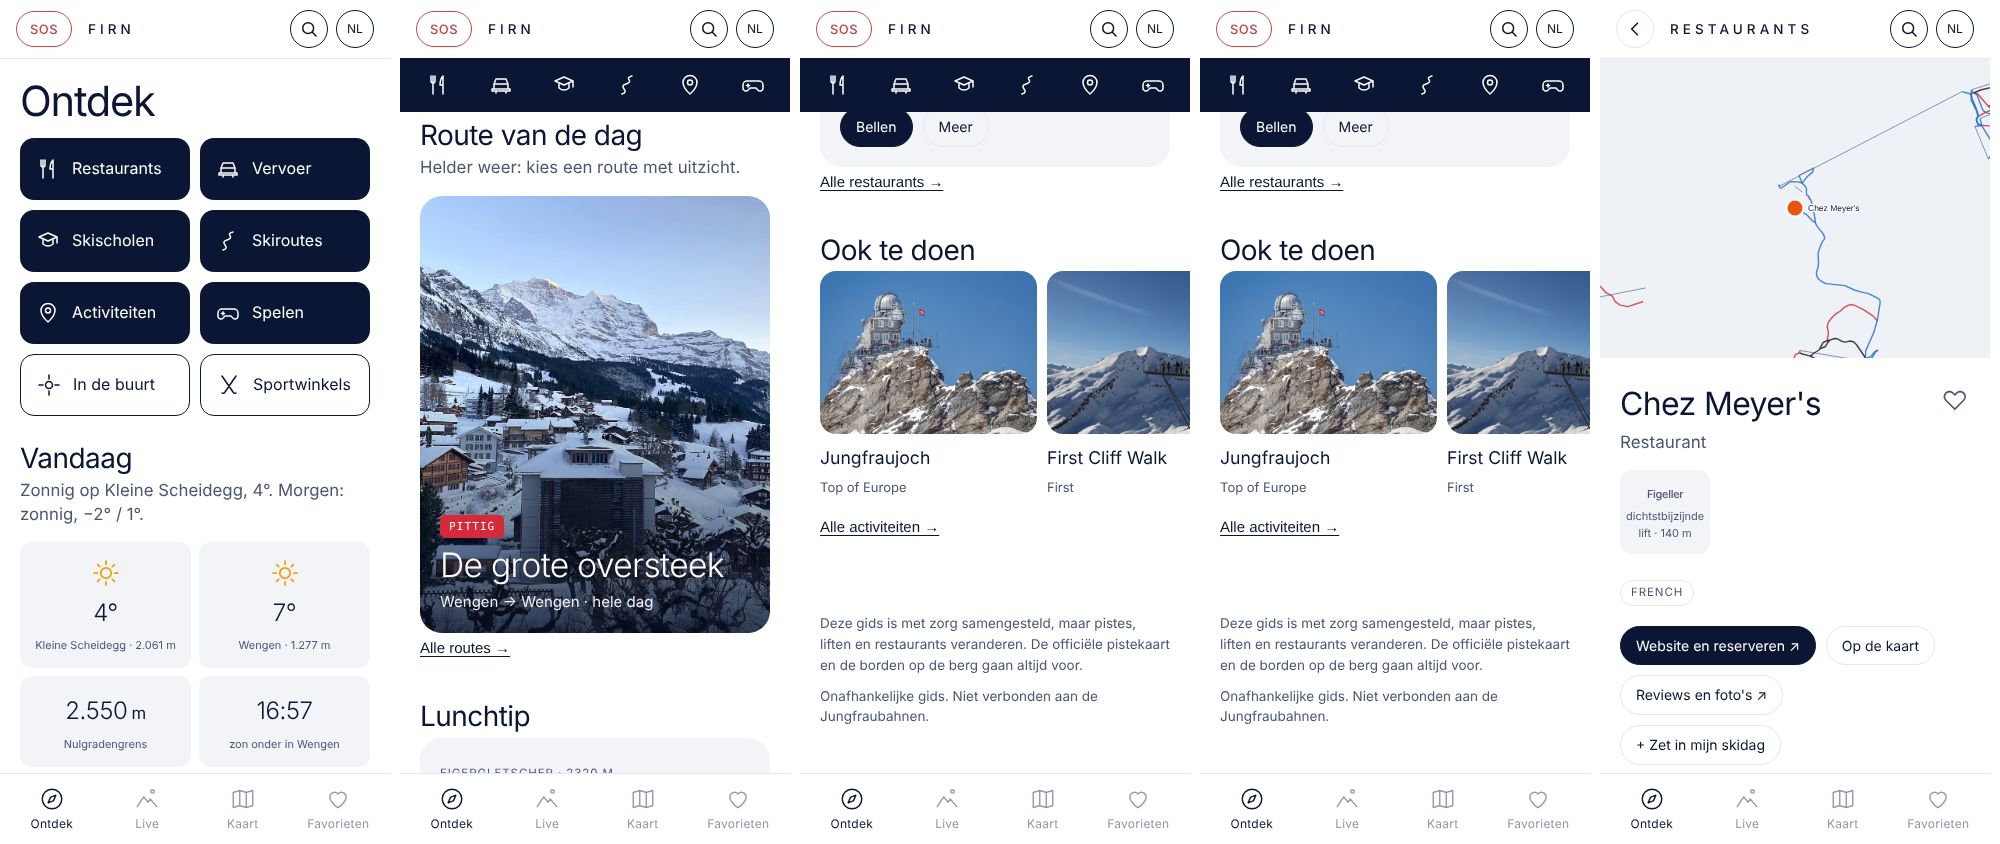 SOS FIRN NL
Ontdek
Restaurants Vervoer
Skischolen Skiroutes
Activiteiten Spelen
In de buurt Sportwinkels
Vandaag
Zonnig op Kleine Scheidegg, 4°. Morgen:
zonnig, −2° / 1°.
4° 7°
Kleine Scheidegg · 2.061 m Wengen · 1.277 m
2.550 m 16:57
Nulgradengrens zon onder in Wengen
Ontdek Live Kaart Favorieten
SOS FIRN NL
Route van de dag
Helder weer: kies een route met uitzicht.
PITTIG
De grote oversteek
Wengen → Wengen · hele dag
Alle routes →
Lunchtip
EIGERGLETSCHER · 2320 M
Ontdek Live Kaart Favorieten
SOS FIRN NL
Bellen Meer
Alle restaurants →
Ook te doen
Jungfraujoch First Cliff Walk
Top of Europe First
Alle activiteiten →
Deze gids is met zorg samengesteld, maar pistes,
liften en restaurants veranderen. De officiële pistekaart
en de borden op de berg gaan altijd voor.
Onafhankelijke gids. Niet verbonden aan de
Jungfraubahnen.
Ontdek Live Kaart Favorieten
SOS FIRN NL
Bellen Meer
Alle restaurants →
Ook te doen
Jungfraujoch First Cliff Walk
Top of Europe First
Alle activiteiten →
Deze gids is met zorg samengesteld, maar pistes,
liften en restaurants veranderen. De officiële pistekaart
en de borden op de berg gaan altijd voor.
Onafhankelijke gids. Niet verbonden aan de
Jungfraubahnen.
Ontdek Live Kaart Favorieten
RESTAURANTS NL
Chez Meyer's
Chez Meyer's
Restaurant
Figeller
dichtstbijzijnde
lift · 140 m
FRENCH
Website en reserveren ↗ Op de kaart
Reviews en foto's ↗
+ Zet in mijn skidag
Ontdek Live Kaart Favorieten